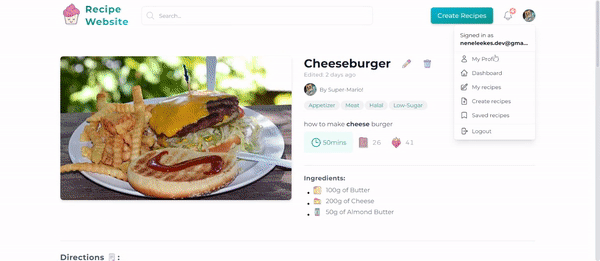 Recipe
Website
Search...
Create Recipes
Signed in as
neneleekes.dev@gma...
My Profile
Dashboard
My recipes
Create recipes
Saved recipes
Logout
Cheeseburger
Edited: 2 days ago
By Super-Mario!
Appetizer Meat Halal Low-Sugar
how to make cheese burger
50mins 26 41
Ingredients:
100g of Butter
200g of Cheese
50g of Almond Butter
Directions :